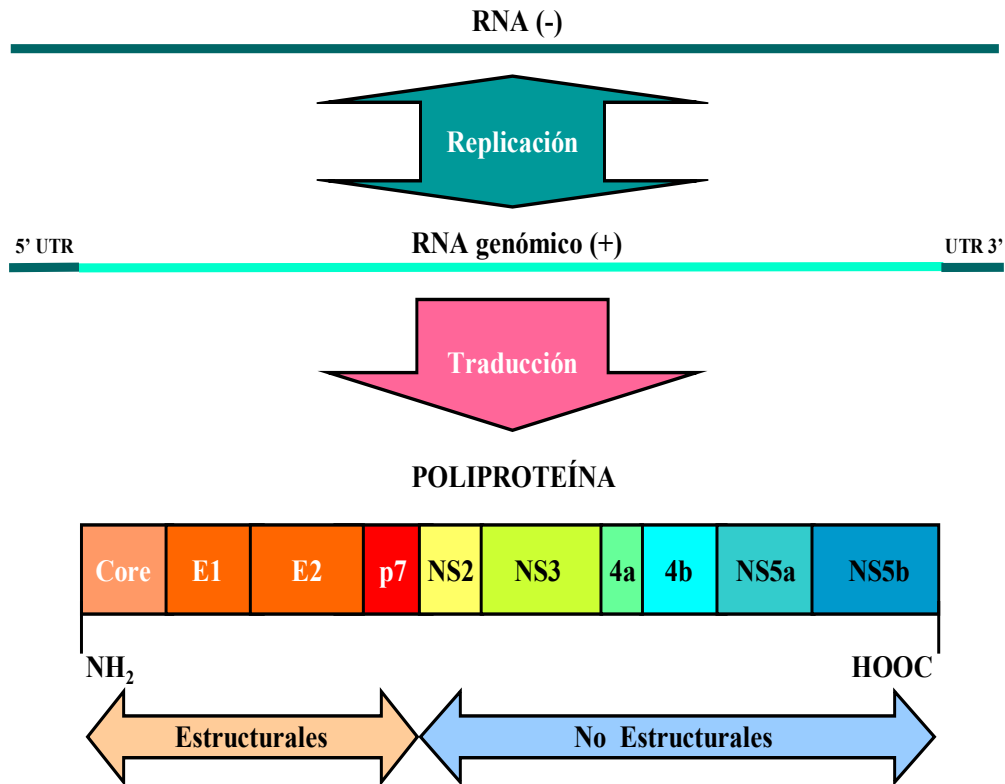 RNA (-)
Replicación
5’ UTR
RNA genómico (+)
UTR 3’
Traducción
POLIPROTEÍNA
Core E1 E2 p7 NS2 NS3 4a 4b NS5a NS5b
NH₂ HOOC
Estructurales No Estructurales